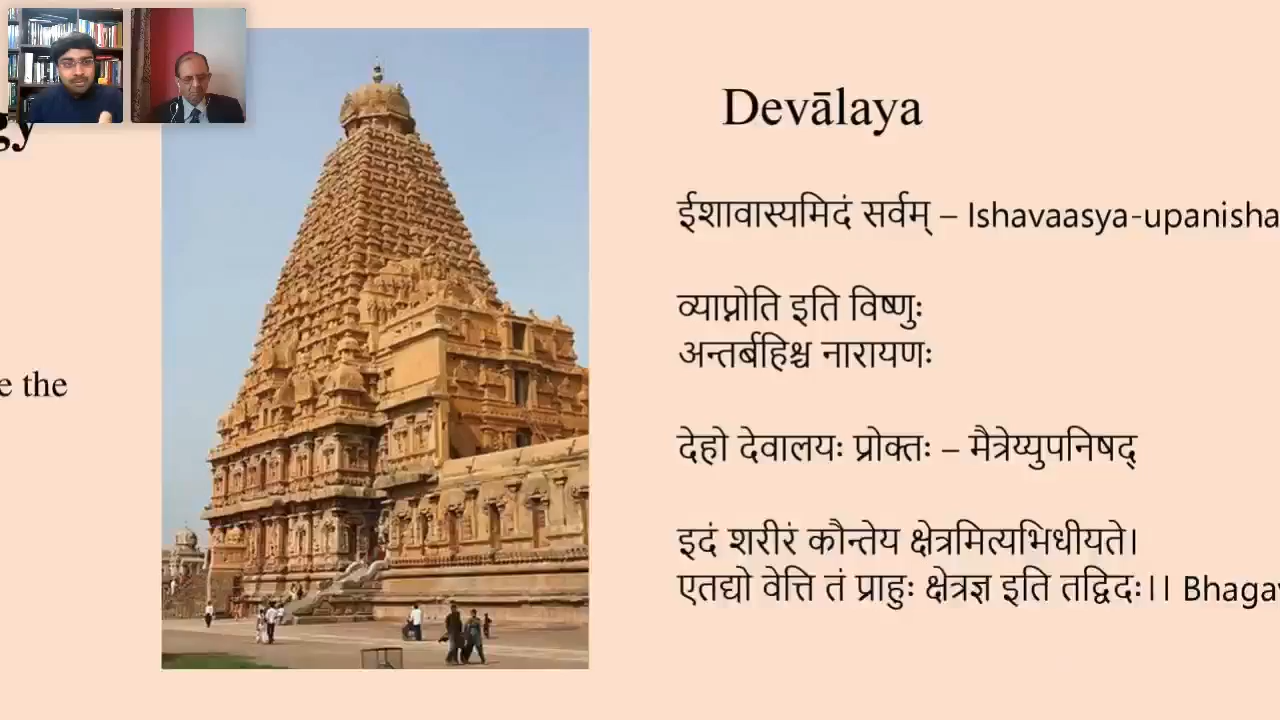 gy
e the
Devālaya
ईशावास्यमिदं सर्वम् – Ishavaasya-upanisha
व्याप्नोति इति विष्णुः
अन्तर्बहिश्च नारायणः
देहो देवालयः प्रोक्तः – मैत्रेय्युपनिषद्
इदं शरीरं कौन्तेय क्षेत्रमित्यभिधीयते।
एतद्यो वेत्ति तं प्राहुः क्षेत्रज्ञ इति तद्विदः।। Bhagav